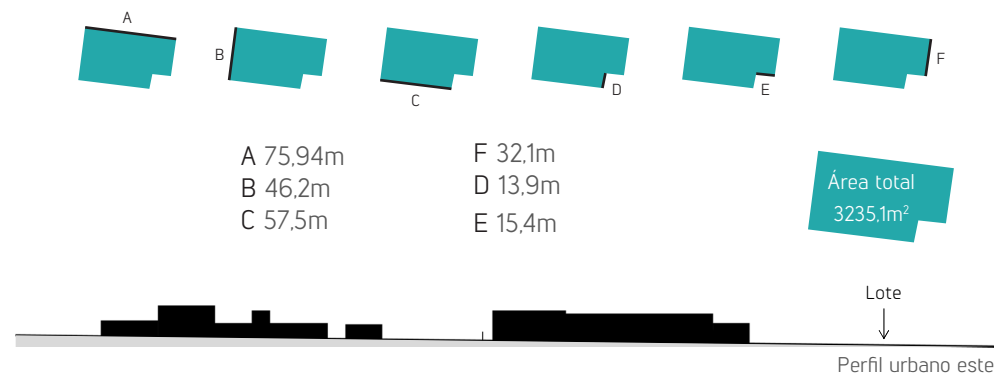 A
B
C
D
E
F
A 75,94m
B 46,2m
C 57,5m
F 32,1m
D 13,9m
E 15,4m
Área total
3235,1m²
Lote
Perfil urbano este